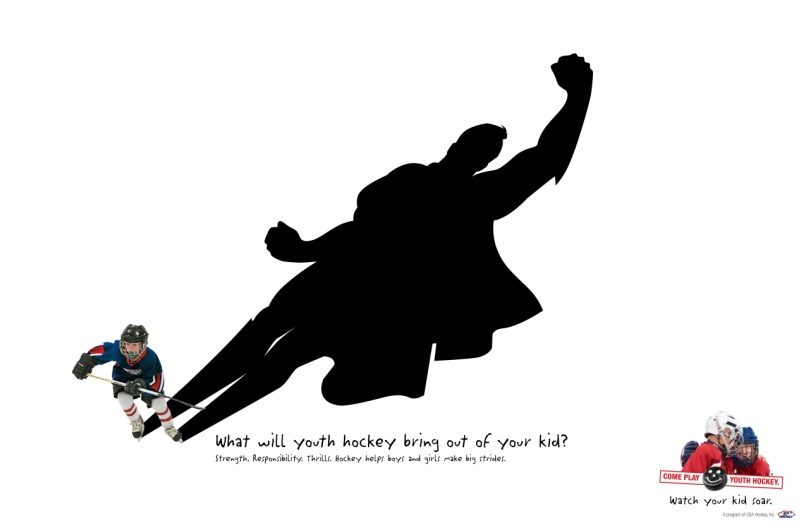 What will youth hockey bring out of your kid?
Strength. Responsibility. Thrills. Hockey helps boys and girls make big strides.
COME PLAY YOUTH HOCKEY.
Watch your kid soar.
A program of USA Hockey, Inc.